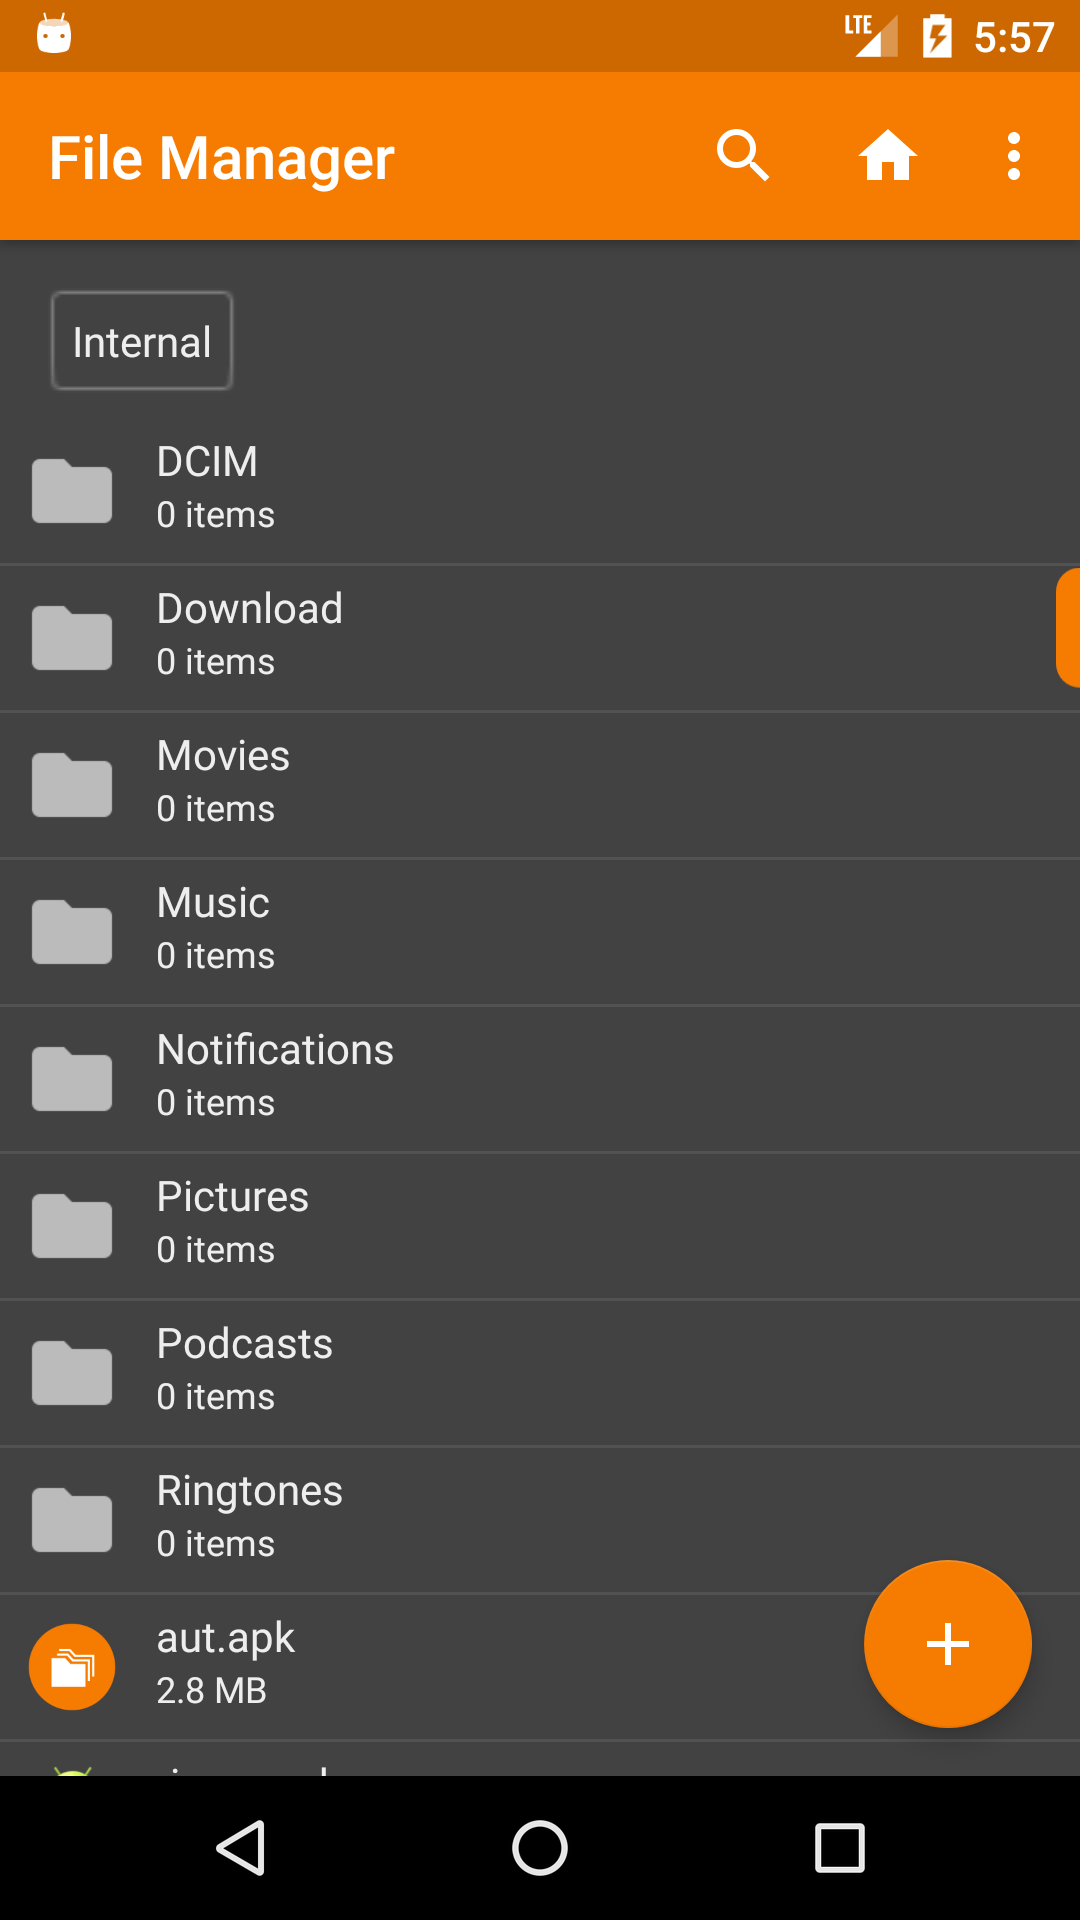 LTE 5:57
File Manager
Internal
DCIM
0 items
Download
0 items
Movies
0 items
Music
0 items
Notifications
0 items
Pictures
0 items
Podcasts
0 items
Ringtones
0 items
aut.apk
2.8 MB